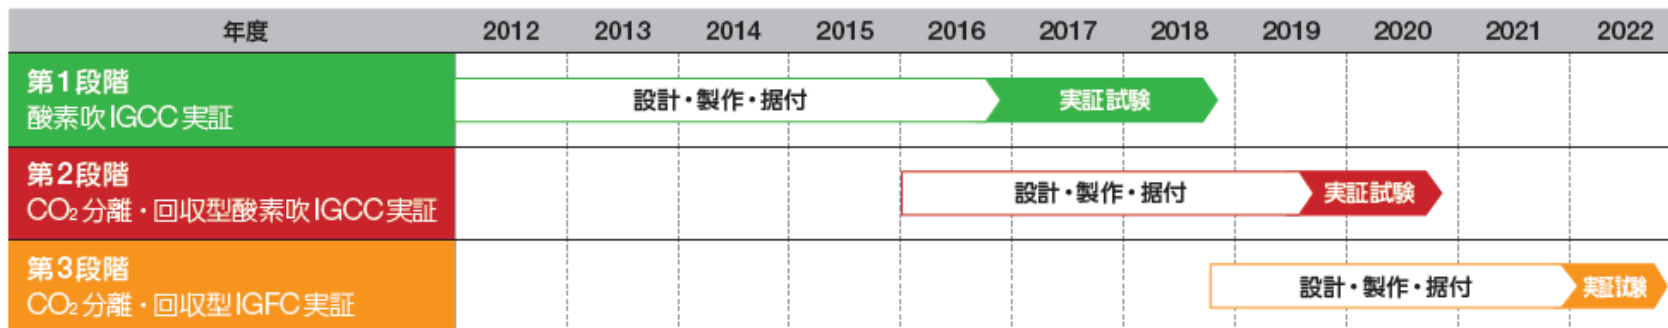 年度 2012 2013 2014 2015 2016 2017 2018 2019 2020 2021 2022
第1段階
酸素吹IGCC実証
設計・製作・据付 実証試験
第2段階
CO₂分離・回収型酸素吹IGCC実証
設計・製作・据付 実証試験
第3段階
CO₂分離・回収型IGFC実証
設計・製作・据付 実証試験